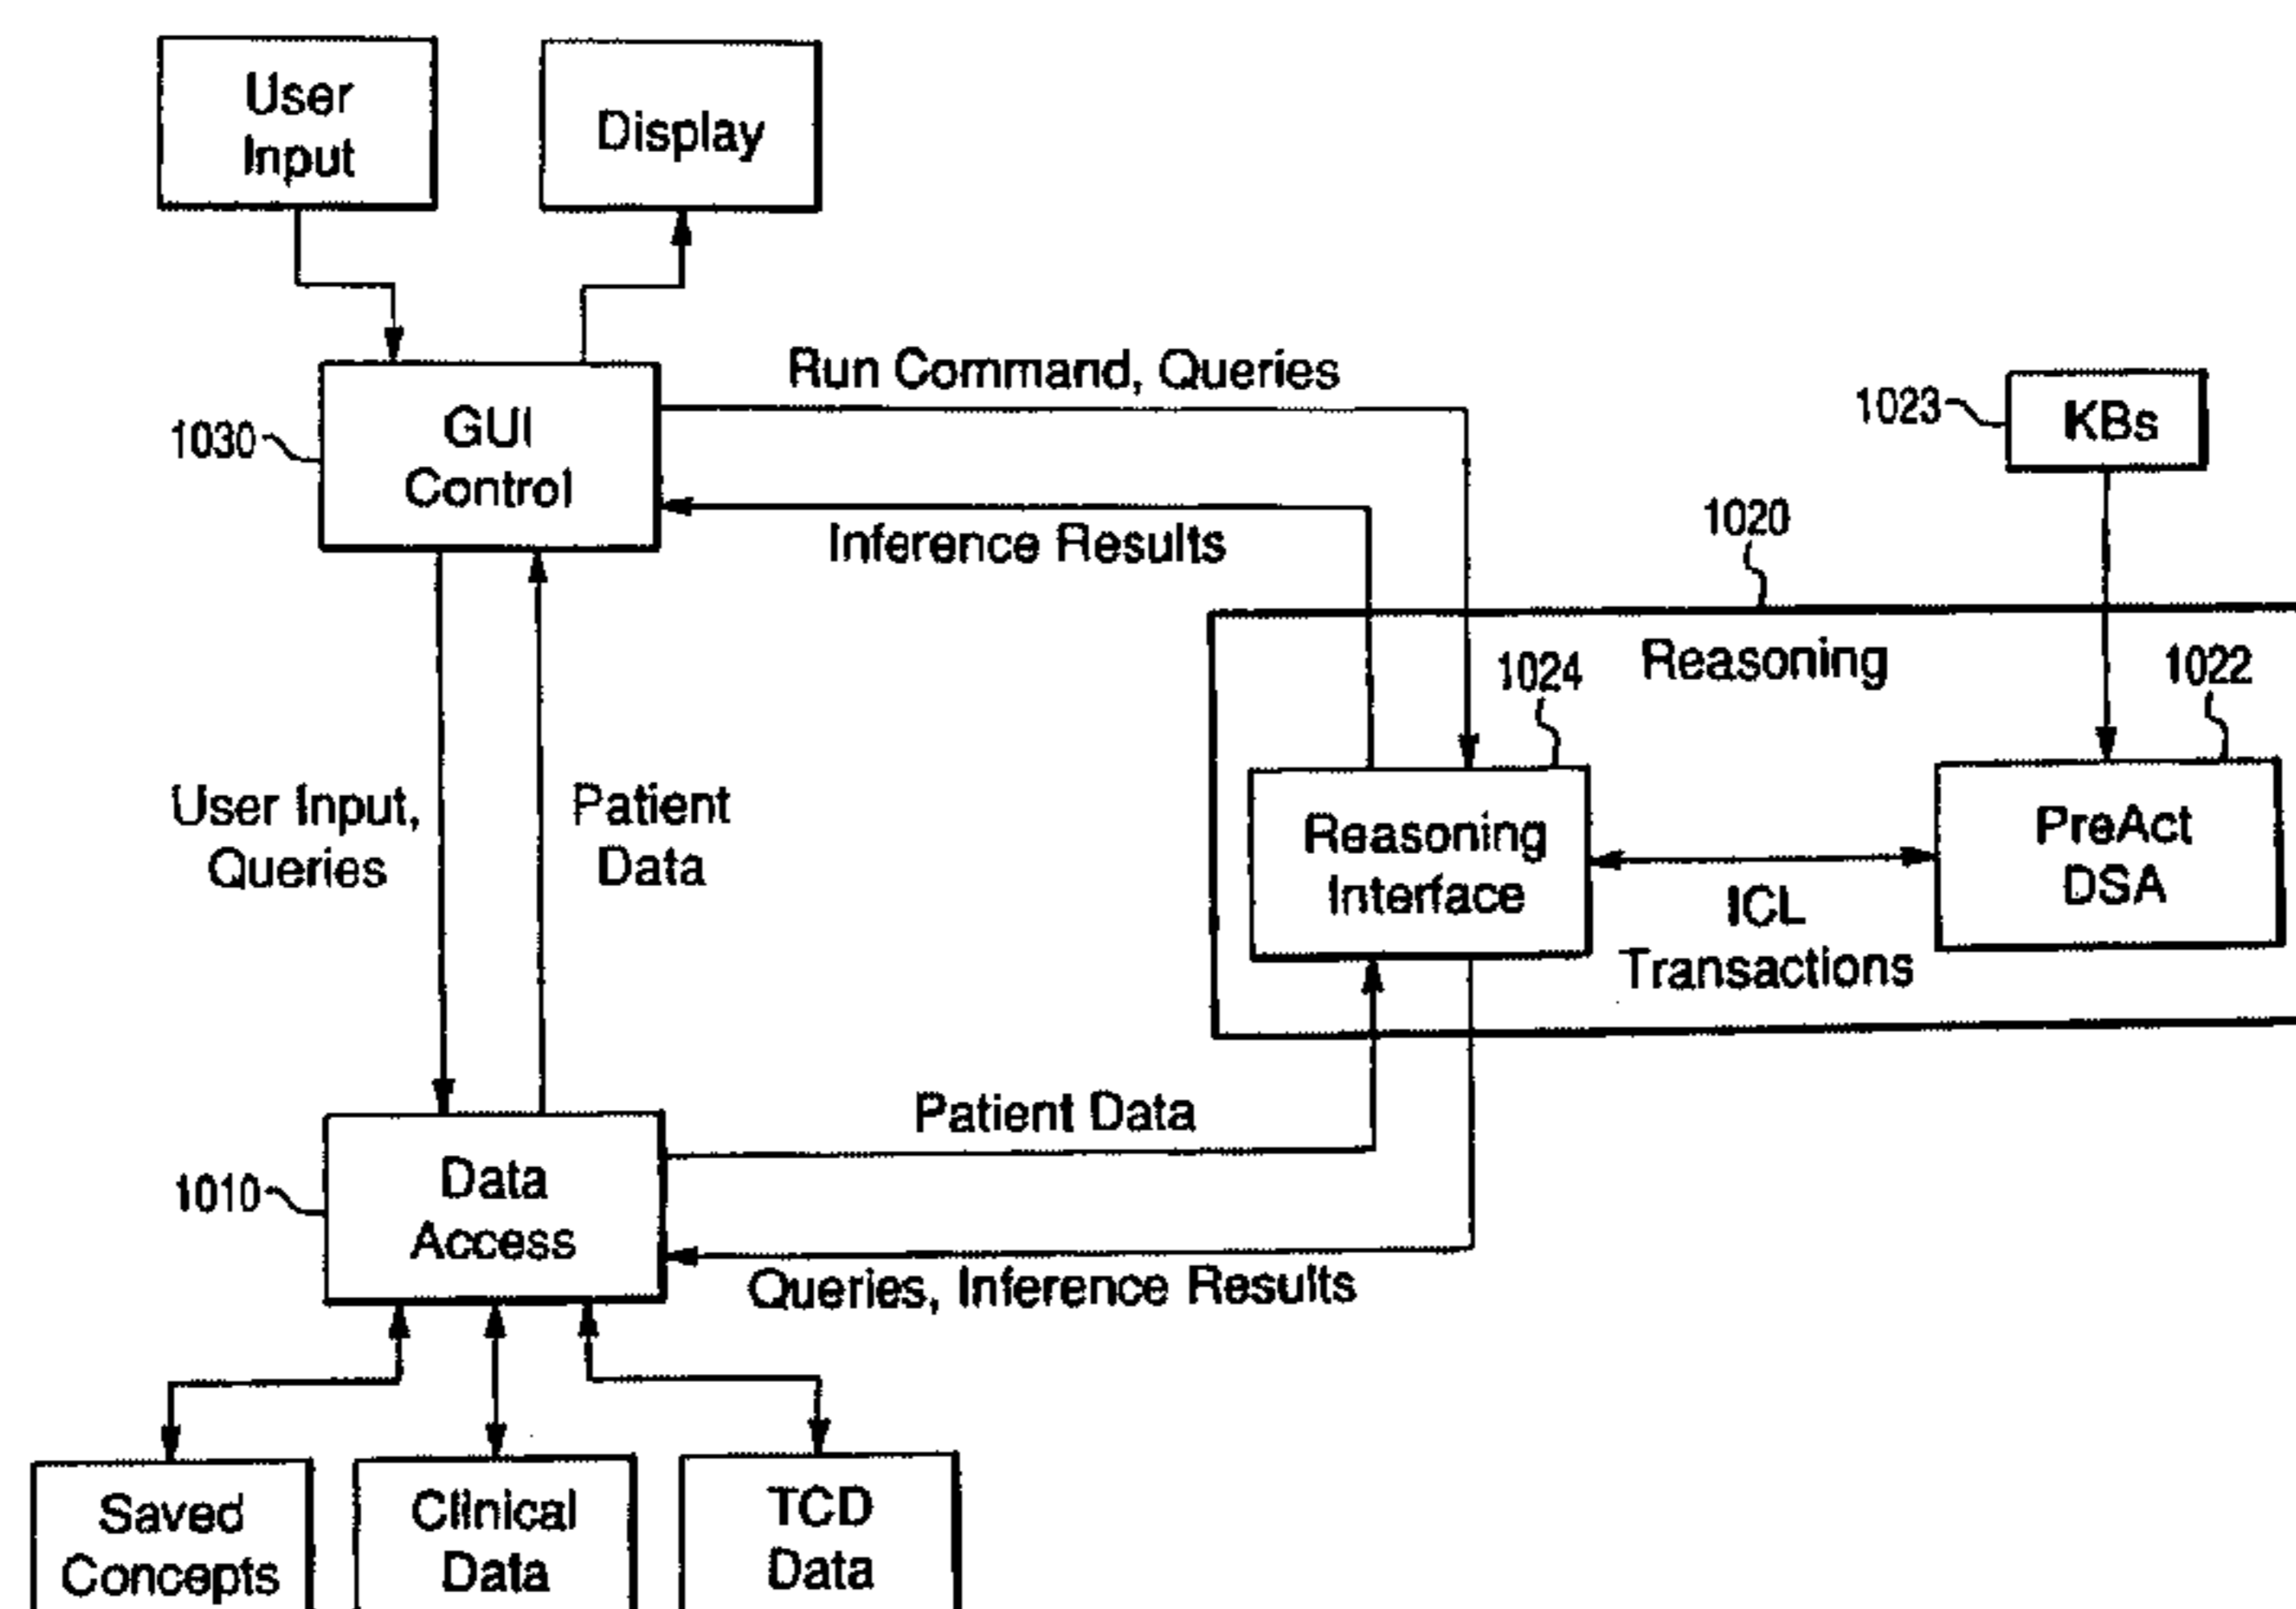 User
Input
Display
Run Command, Queries
1030
GUI
Control
1023
KBs
Inference Results
1020
Reasoning
1024
1022
User Input,
Queries
Patient
Data
Reasoning
Interface
ICL
Transactions
PreAct
DSA
Patient Data
1010
Data
Access
Queries, Inference Results
Saved
Concepts
Clinical
Data
TCD
Data